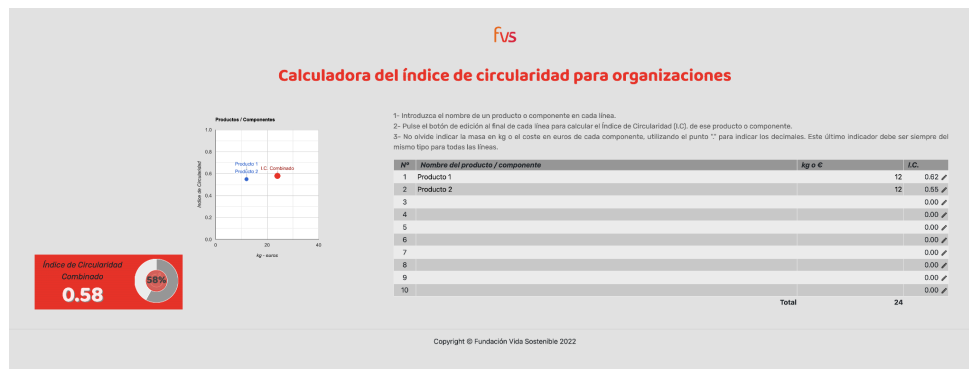 fvs
Calculadora del índice de circularidad para organizaciones
Productos / Componentes
Índice de Circularidad
1.0
0.8
0.6
0.4
0.2
0.0
Producto 1
Producto 2
I.C. Combinado
0
20
40
kg - euros
Índice de Circularidad
Combinado
0.58
58%
1- Introduzca el nombre de un producto o componente en cada línea.
2- Pulse el botón de edición al final de cada línea para calcular el Índice de Circularidad (I.C). de ese producto o componente.
3- No olvide indicar la masa en kg o el coste en euros de cada componente, utilizando el punto "." para indicar los decimales. Este último indicador debe ser siempre del
mismo tipo para todas las líneas.
Nº Nombre del producto / componente kg o € I.C.
1 Producto 1 12 0.62
2 Producto 2 12 0.55
3 0.00
4 0.00
5 0.00
6 0.00
7 0.00
8 0.00
9 0.00
10 0.00
Total 24
Copyright © Fundación Vida Sostenible 2022